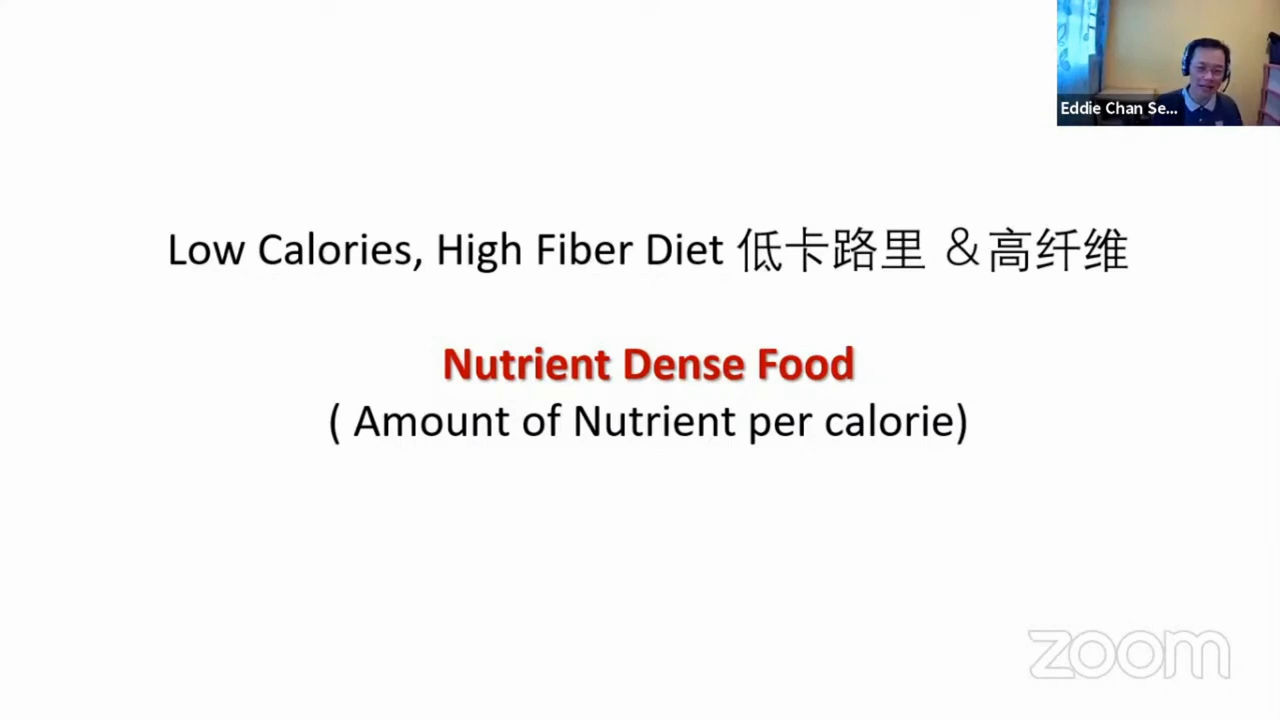 Eddie Chan Se...
Low Calories, High Fiber Diet 低卡路里 ＆高纤维
Nutrient Dense Food
( Amount of Nutrient per calorie)
zoom